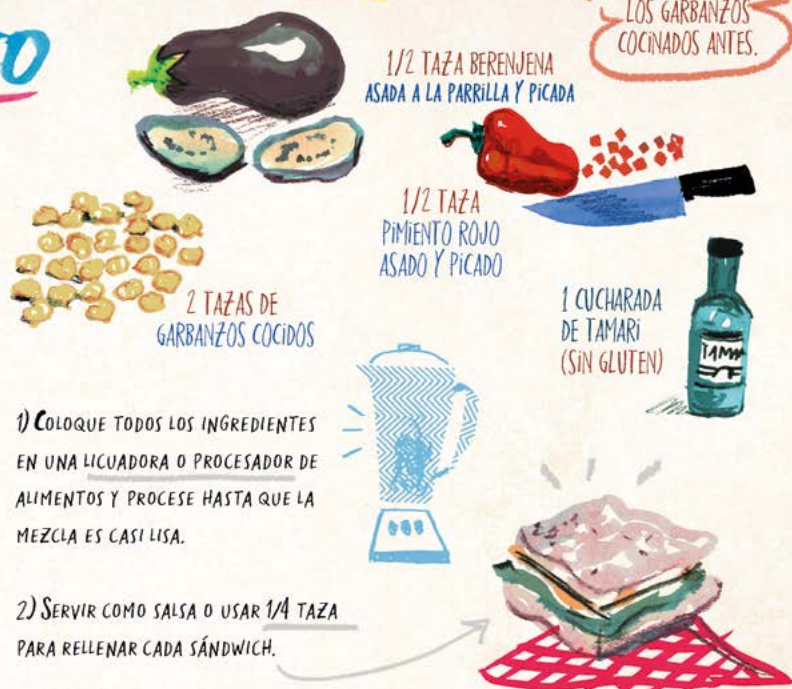 TO
LOS GARBANZOS
COCINADOS ANTES.
1/2 TAZA BERENJENA
ASADA A LA PARRILLA Y PICADA
1/2 TAZA
PIMIENTO ROJO
ASADO Y PICADO
2 TAZAS DE
GARBANZOS COCIDOS
1 CUCHARADA
DE TAMARI
(SIN GLUTEN)
TAMA
1) COLOQUE TODOS LOS INGREDIENTES
EN UNA LICUADORA O PROCESADOR DE
ALIMENTOS Y PROCESE HASTA QUE LA
MEZCLA ES CASI LISA.
2) SERVIR COMO SALSA O USAR 1/4 TAZA
PARA RELLENAR CADA SÁNDWICH.